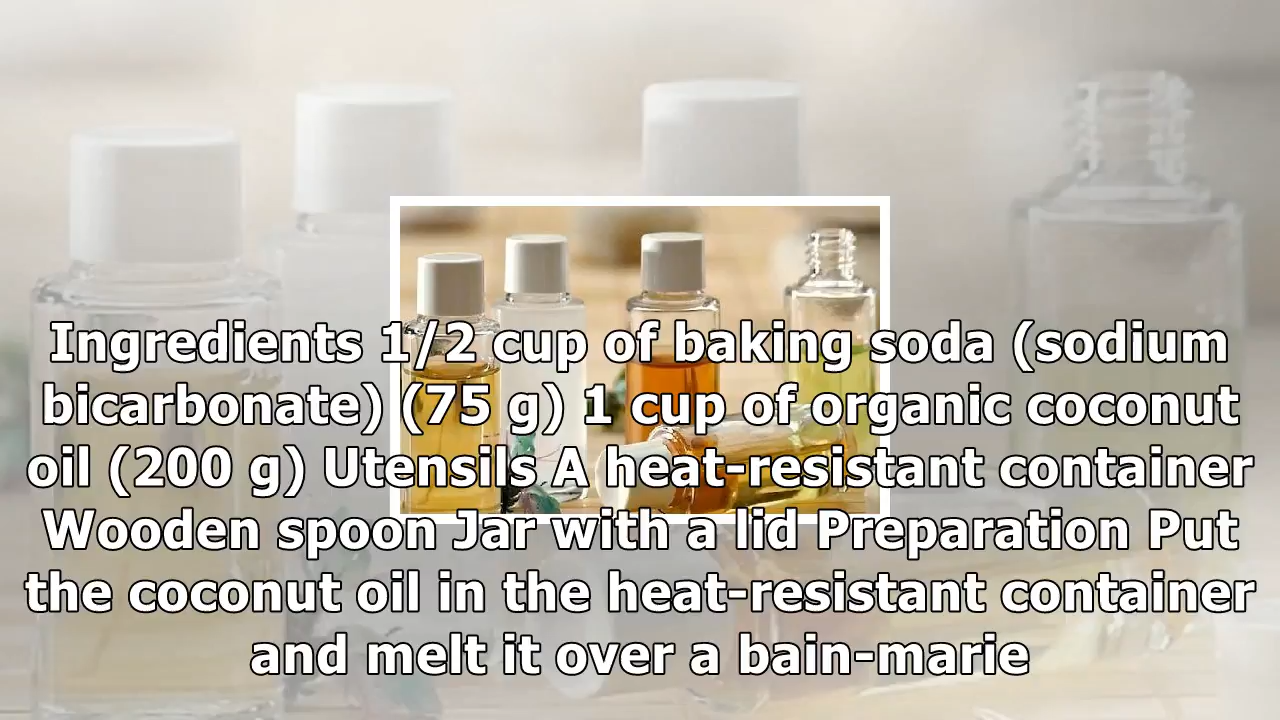 Ingredients 1/2 cup of baking soda (sodium
bicarbonate) (75 g) 1 cup of organic coconut
oil (200 g) Utensils A heat-resistant container
Wooden spoon Jar with a lid Preparation Put
the coconut oil in the heat-resistant container
and melt it over a bain-marie